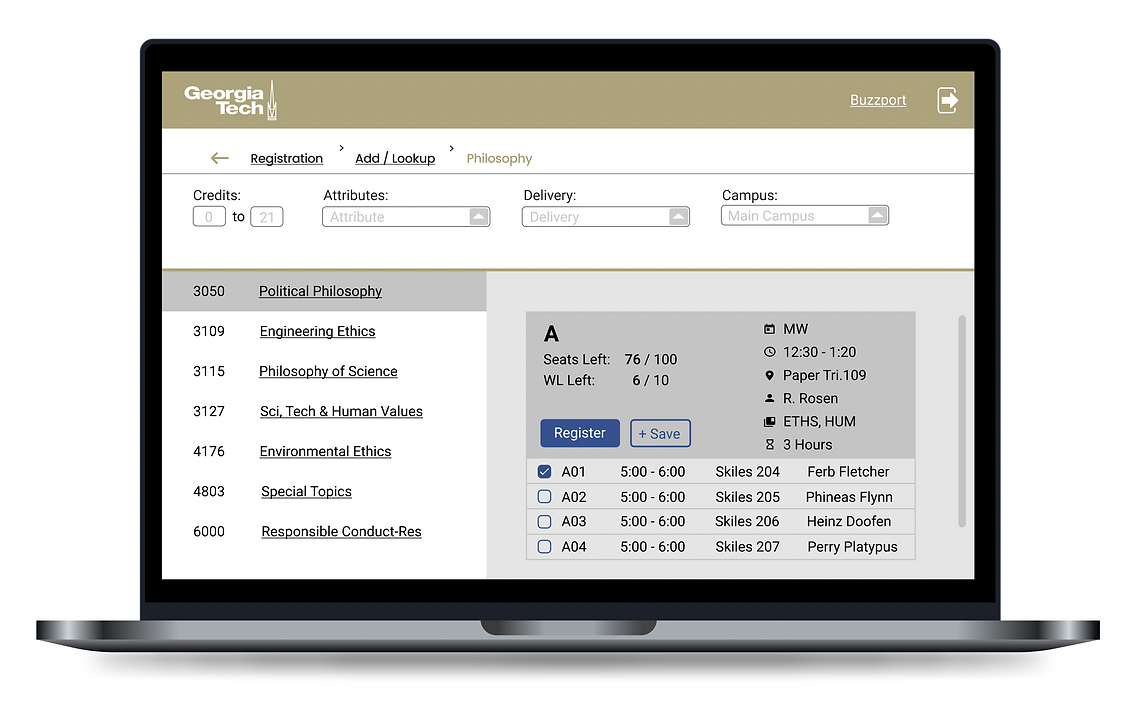 Georgia
Tech
Buzzport
Registration > Add / Lookup > Philosophy
Credits: Attributes: Delivery: Campus:
0 to 21 Attribute Delivery Main Campus
3050 Political Philosophy
3109 Engineering Ethics
3115 Philosophy of Science
3127 Sci, Tech & Human Values
4176 Environmental Ethics
4803 Special Topics
6000 Responsible Conduct-Res
A
Seats Left: 76 / 100
WL Left: 6 / 10
Register + Save
MW
12:30 - 1:20
Paper Tri.109
R. Rosen
ETHS, HUM
3 Hours
A01 5:00 - 6:00 Skiles 204 Ferb Fletcher
A02 5:00 - 6:00 Skiles 205 Phineas Flynn
A03 5:00 - 6:00 Skiles 206 Heinz Doofen
A04 5:00 - 6:00 Skiles 207 Perry Platypus